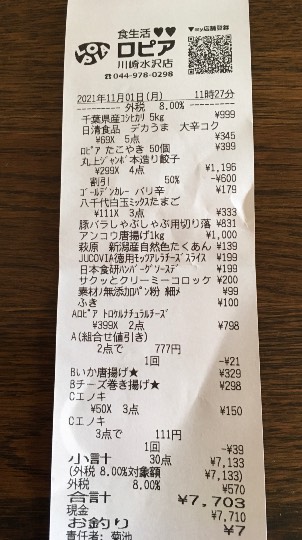 食生活♥♥
ロピア
川崎水沢店
☎044-978-0298
▼my店舗登録
2021年11月01日(月) 11時27分
外税 8.00%
千葉県産コシヒカリ 5kg ¥999
日清食品 デカうま 大辛コク
¥69X 5点 ¥345
ロピア たこやき 50個 ¥399
丸上ジャンボ本造り餃子
¥299X 4点 ¥1,196
割引! 50% -¥600
ゴールデンカレー バリ辛 ¥179
八千代白玉ミックスたまご
¥111X 3点 ¥333
豚バラしゃぶしゃぶ用切り落 ¥831
アンコウ唐揚げ1kg ¥1,000
萩原 新潟産自然色たくあん ¥139
JUCOVIA(徳用モッツアレラチーズスライス ¥199
日本食研ハンバーグソースデ ¥199
サクッとクリーミーコロッケ ¥200
素材ノ無添加パン粉 細メ ¥99
ふき ¥100
Aロピア トロケルナチュラルチーズ
¥399X 2点 ¥798
A(組合せ値引き)
2点で 777円
1回 -¥21
Bいか唐揚げ★ ¥329
Bチーズ巻き揚げ★ ¥298
Cエノキ
¥50X 3点 ¥150
Cエノキ
3点で 111円
1回 -¥39
小計 30点 ¥7,133
(外税 8.00%対象額 ¥7,133)
外税 8.00% ¥570
合計 ¥7,703
現金 ¥7,710
お釣り ¥7
責任者:菊池